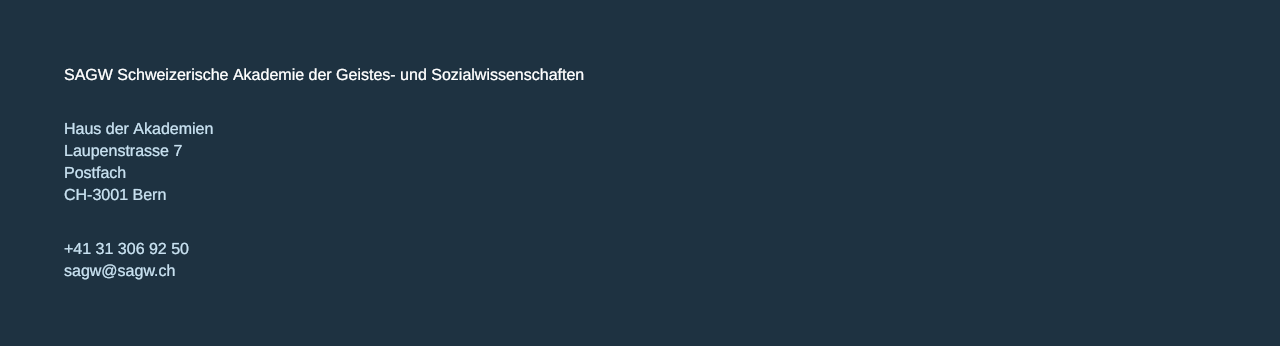 SAGW Schweizerische Akademie der Geistes- und Sozialwissenschaften
Haus der Akademien
Laupenstrasse 7
Postfach
CH-3001 Bern
+41 31 306 92 50
sagw@sagw.ch